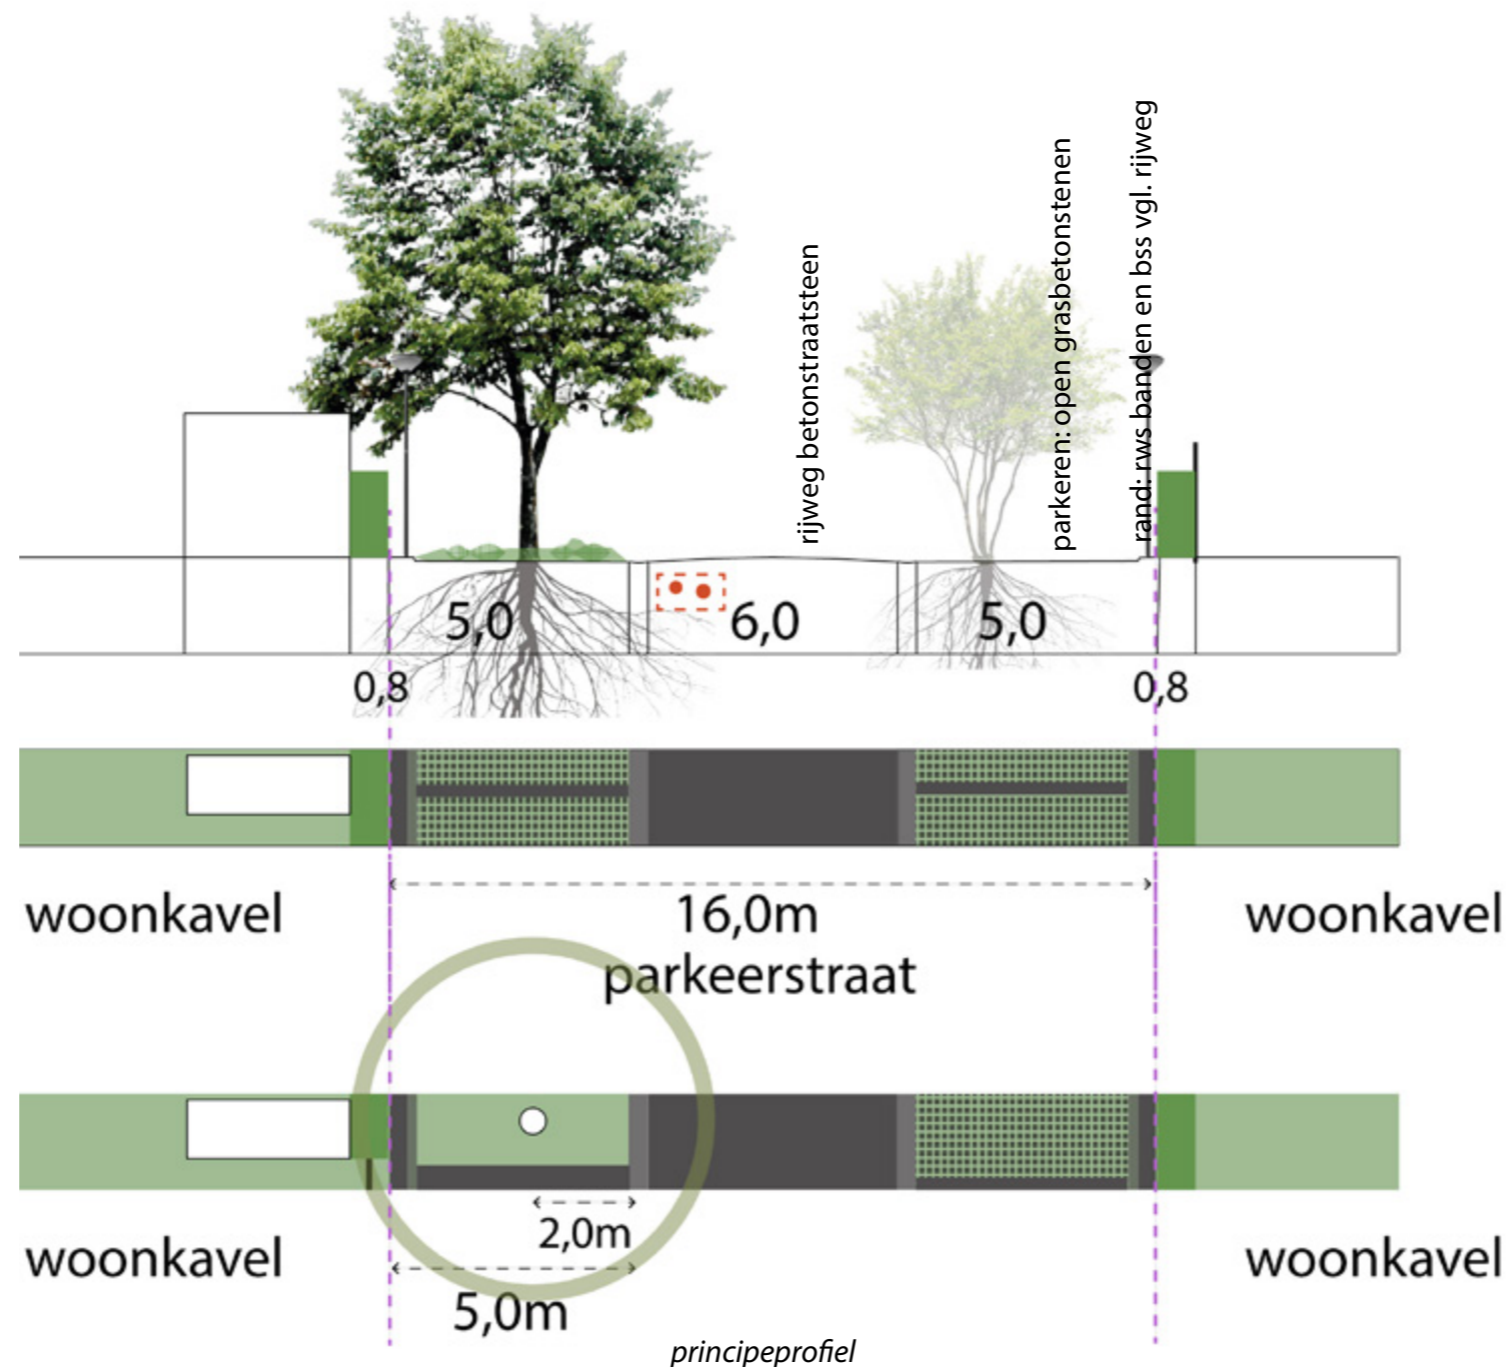 rijweg betonstraatsteen
parkeren: open grasbetonstenen
rand: rws banden en bss vgl. rijweg
5,0
6,0
5,0
0,8
0,8
woonkavel
16,0m
woonkavel
parkeerstraat
2,0m
woonkavel
woonkavel
5,0m
principeprofiel